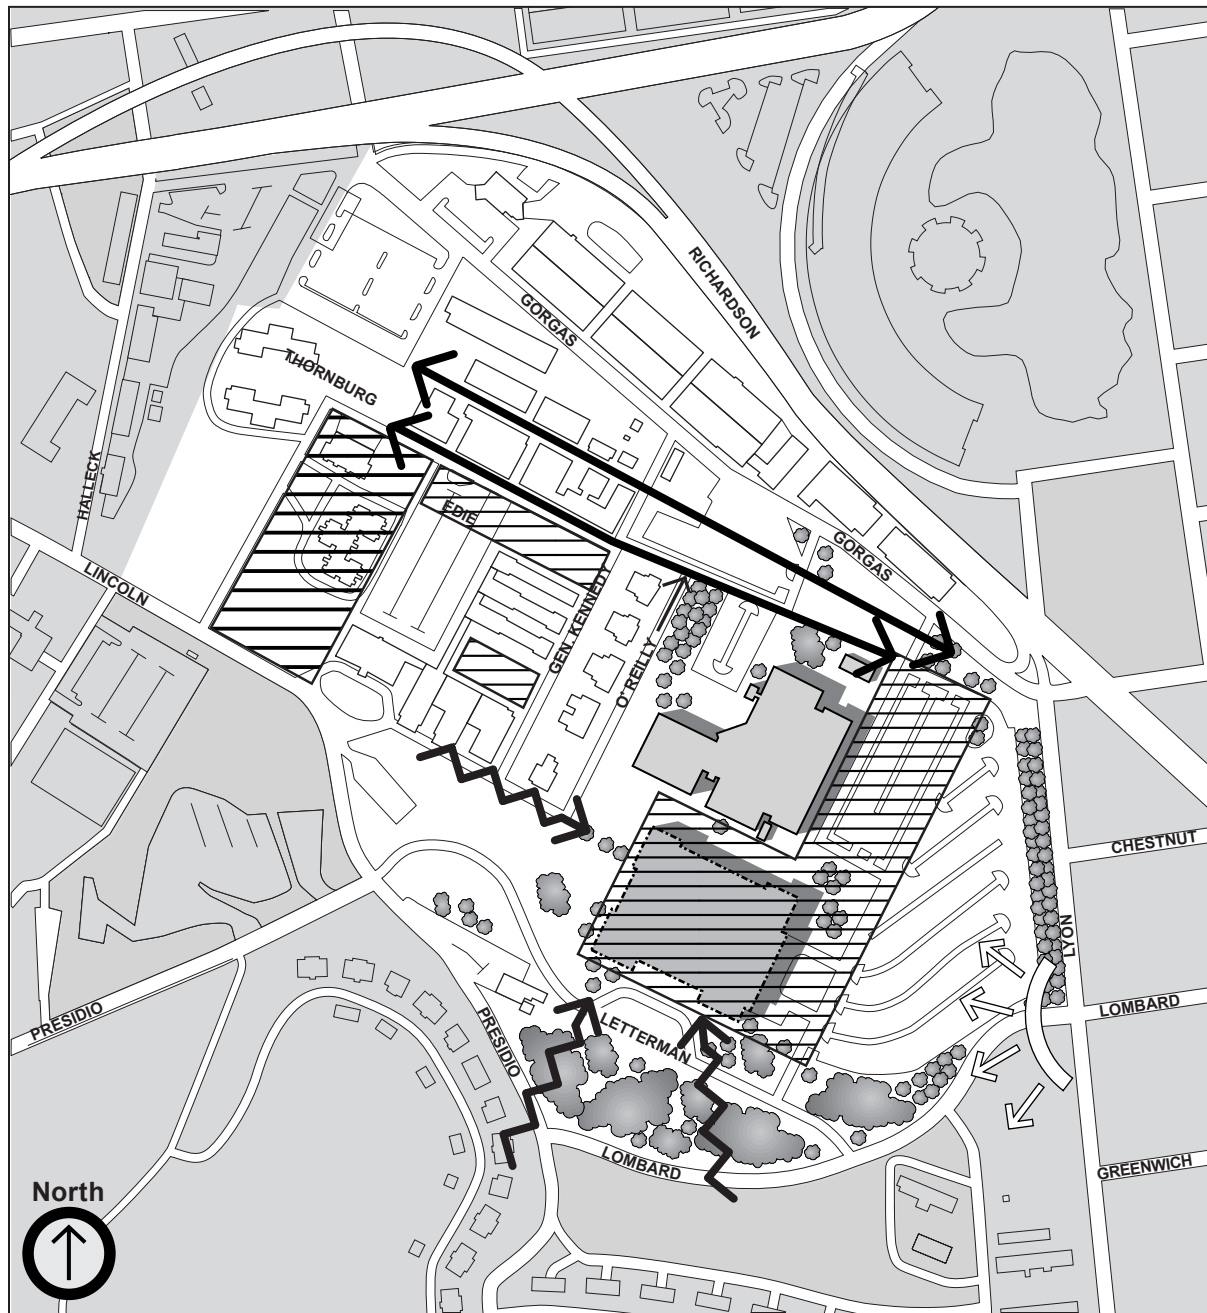 RICHARDSON
GORGAS
THORNBURG
HALLECK
EDIE
GORGAS
LINCOLN
GEN. KENNEDY
O' REILLY
CHESTNUT
LYON
LOMBARD
PRESIDIO
PRESIDIO
LETTERMAN
LOMBARD
GREENWICH
North